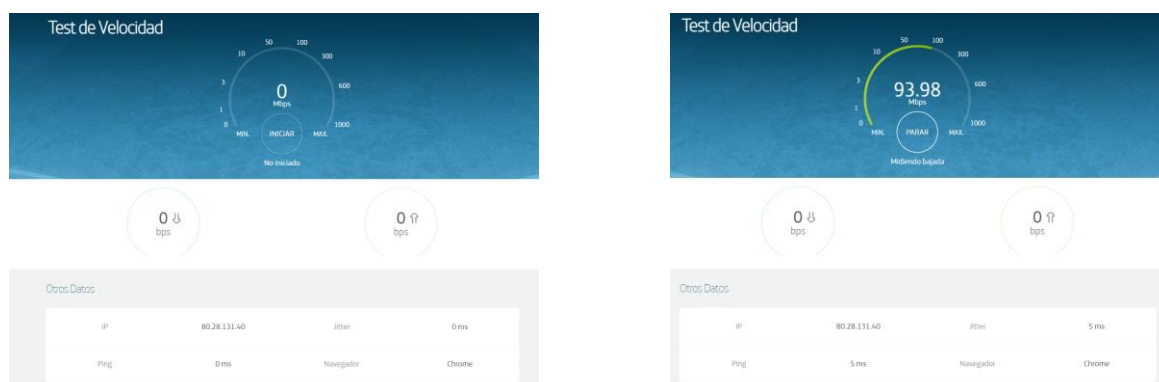 Test de Velocidad
50 100
10 300
3 600
0
Mbps
1
0 1000
MIN. INICIAR MAX.
No iniciado
0 ⇩ 0 ⇧
bps bps
Otros Datos
IP 80.28.131.40 Jitter 0 ms
Ping 0 ms Navegador Chrome
Test de Velocidad
50 100
10 300
3 600
93.98
Mbps
1
0 1000
MIN. PARAR MAX.
Midiendo bajada
0 ⇩ 0 ⇧
bps bps
Otros Datos
IP 80.28.131.40 Jitter 5 ms
Ping 5 ms Navegador Chrome